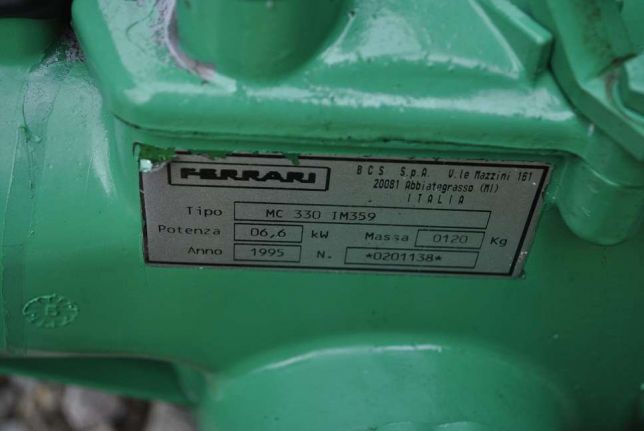 FERRARI
BCS S.p.A. V.le Mazzini 161
20081 Abbiategrasso (MI)
ITALIA
Tipo MC 330 IM359
Potenza 06,6 kW Massa 0120 Kg
Anno 1995 N. *0201138*